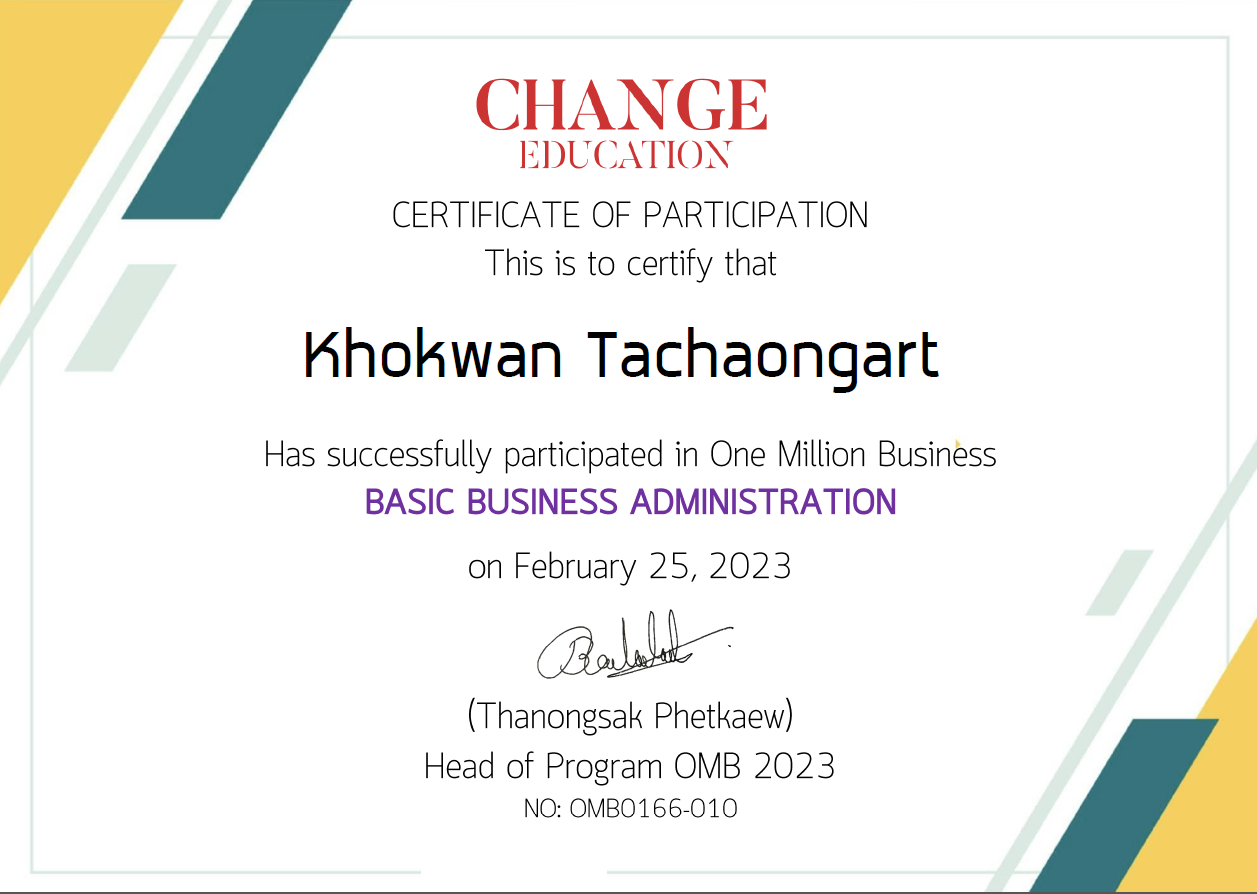 CHANGE
EDUCATION
CERTIFICATE OF PARTICIPATION
This is to certify that
Khokwan Tachaongart
Has successfully participated in One Million Business
BASIC BUSINESS ADMINISTRATION
on February 25, 2023
(Thanongsak Phetkaew)
Head of Program OMB 2023
NO: OMB0166-010